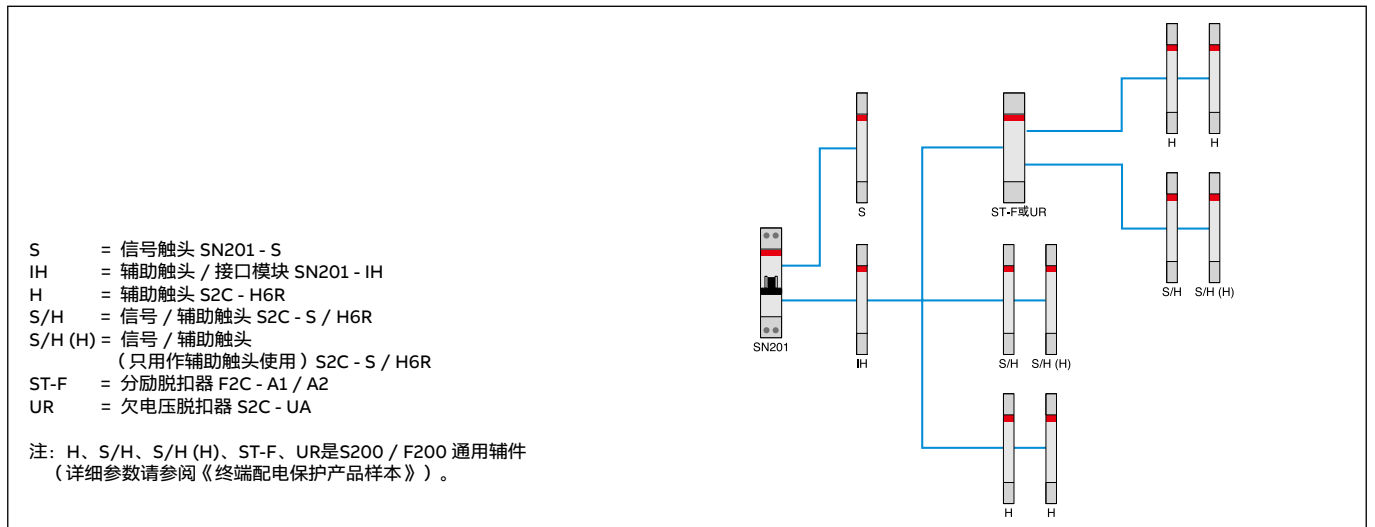 S = 信号触头 SN201 - S
IH = 辅助触头 / 接口模块 SN201 - IH
H = 辅助触头 S2C - H6R
S/H = 信号 / 辅助触头 S2C - S / H6R
S/H (H) = 信号 / 辅助触头
（只用作辅助触头使用）S2C - S / H6R
ST-F = 分励脱扣器 F2C - A1 / A2
UR = 欠电压脱扣器 S2C - UA
注：H、S/H、S/H (H)、ST-F、UR是S200 / F200 通用辅件
（详细参数请参阅《终端配电保护产品样本》）。
H H
S ST-F或UR
S/H S/H (H)
SN201
IH S/H S/H (H)
H H